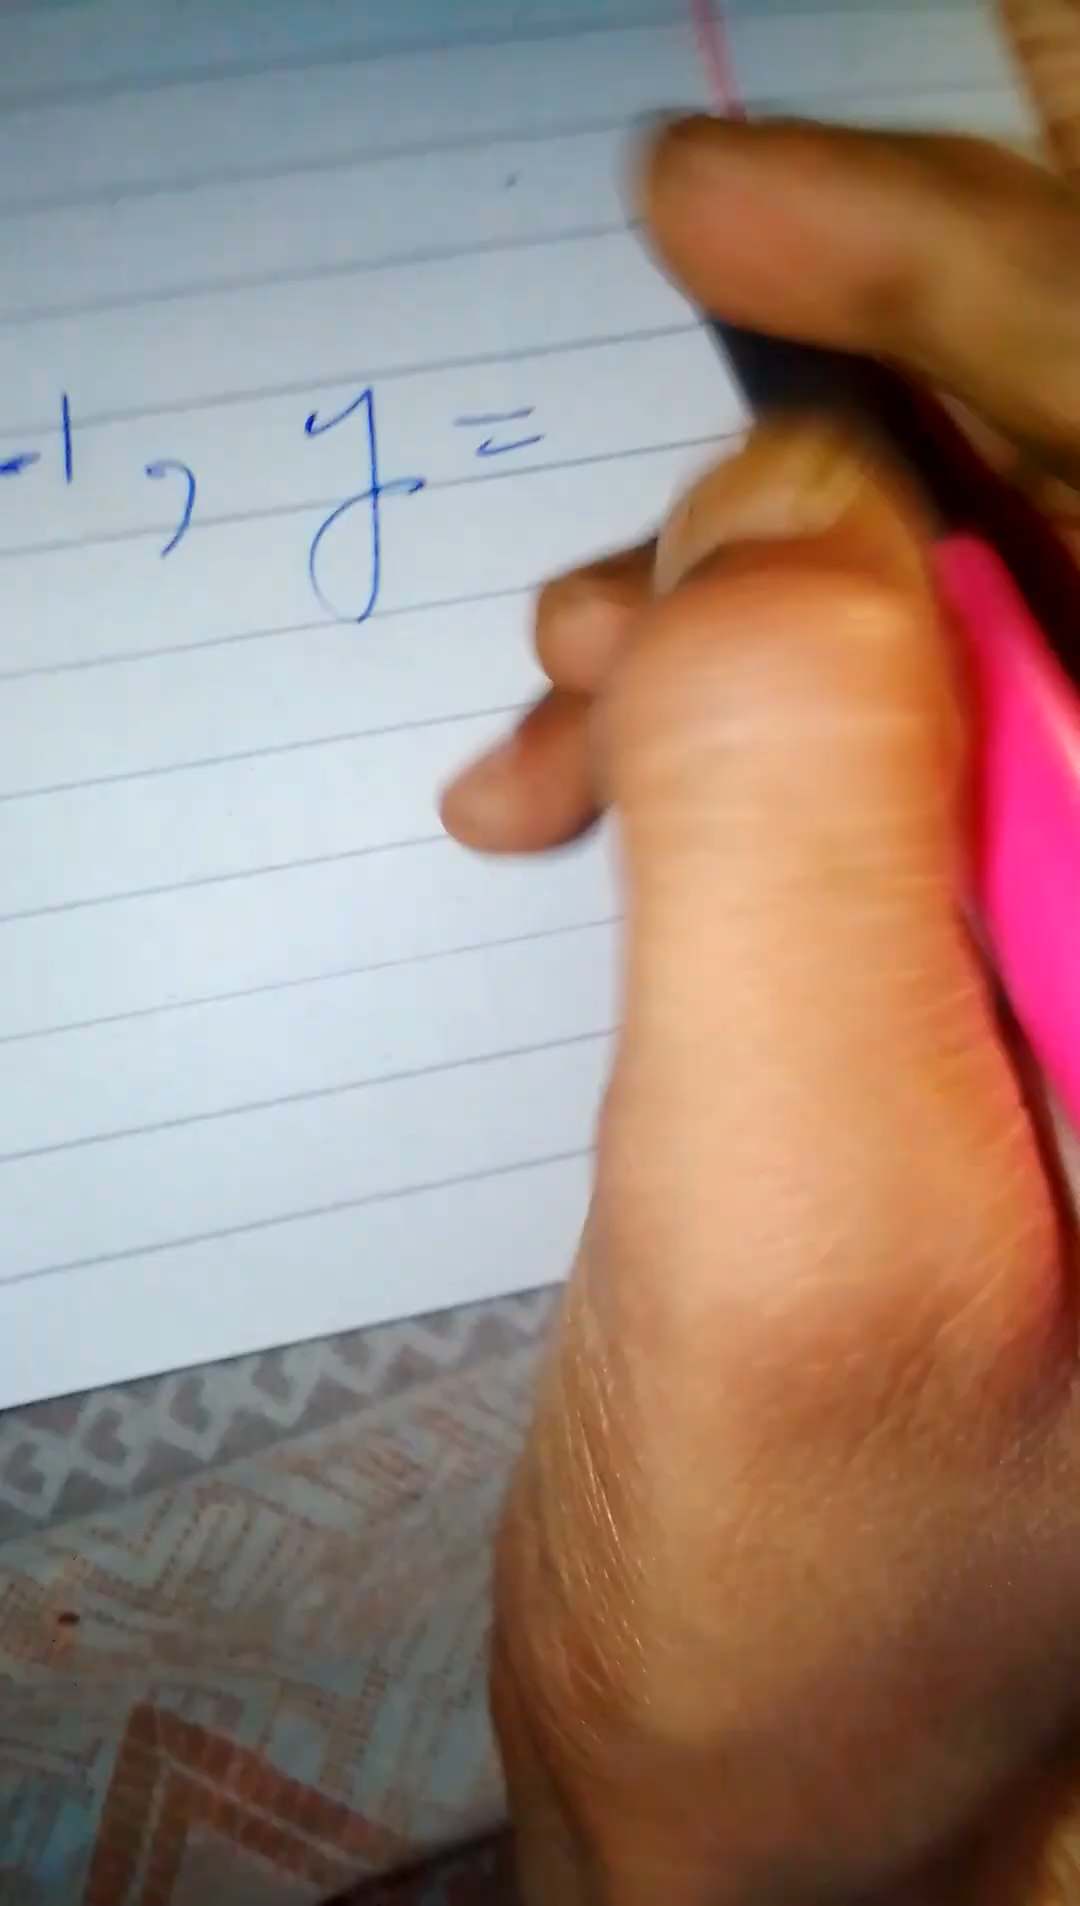 -1, y =